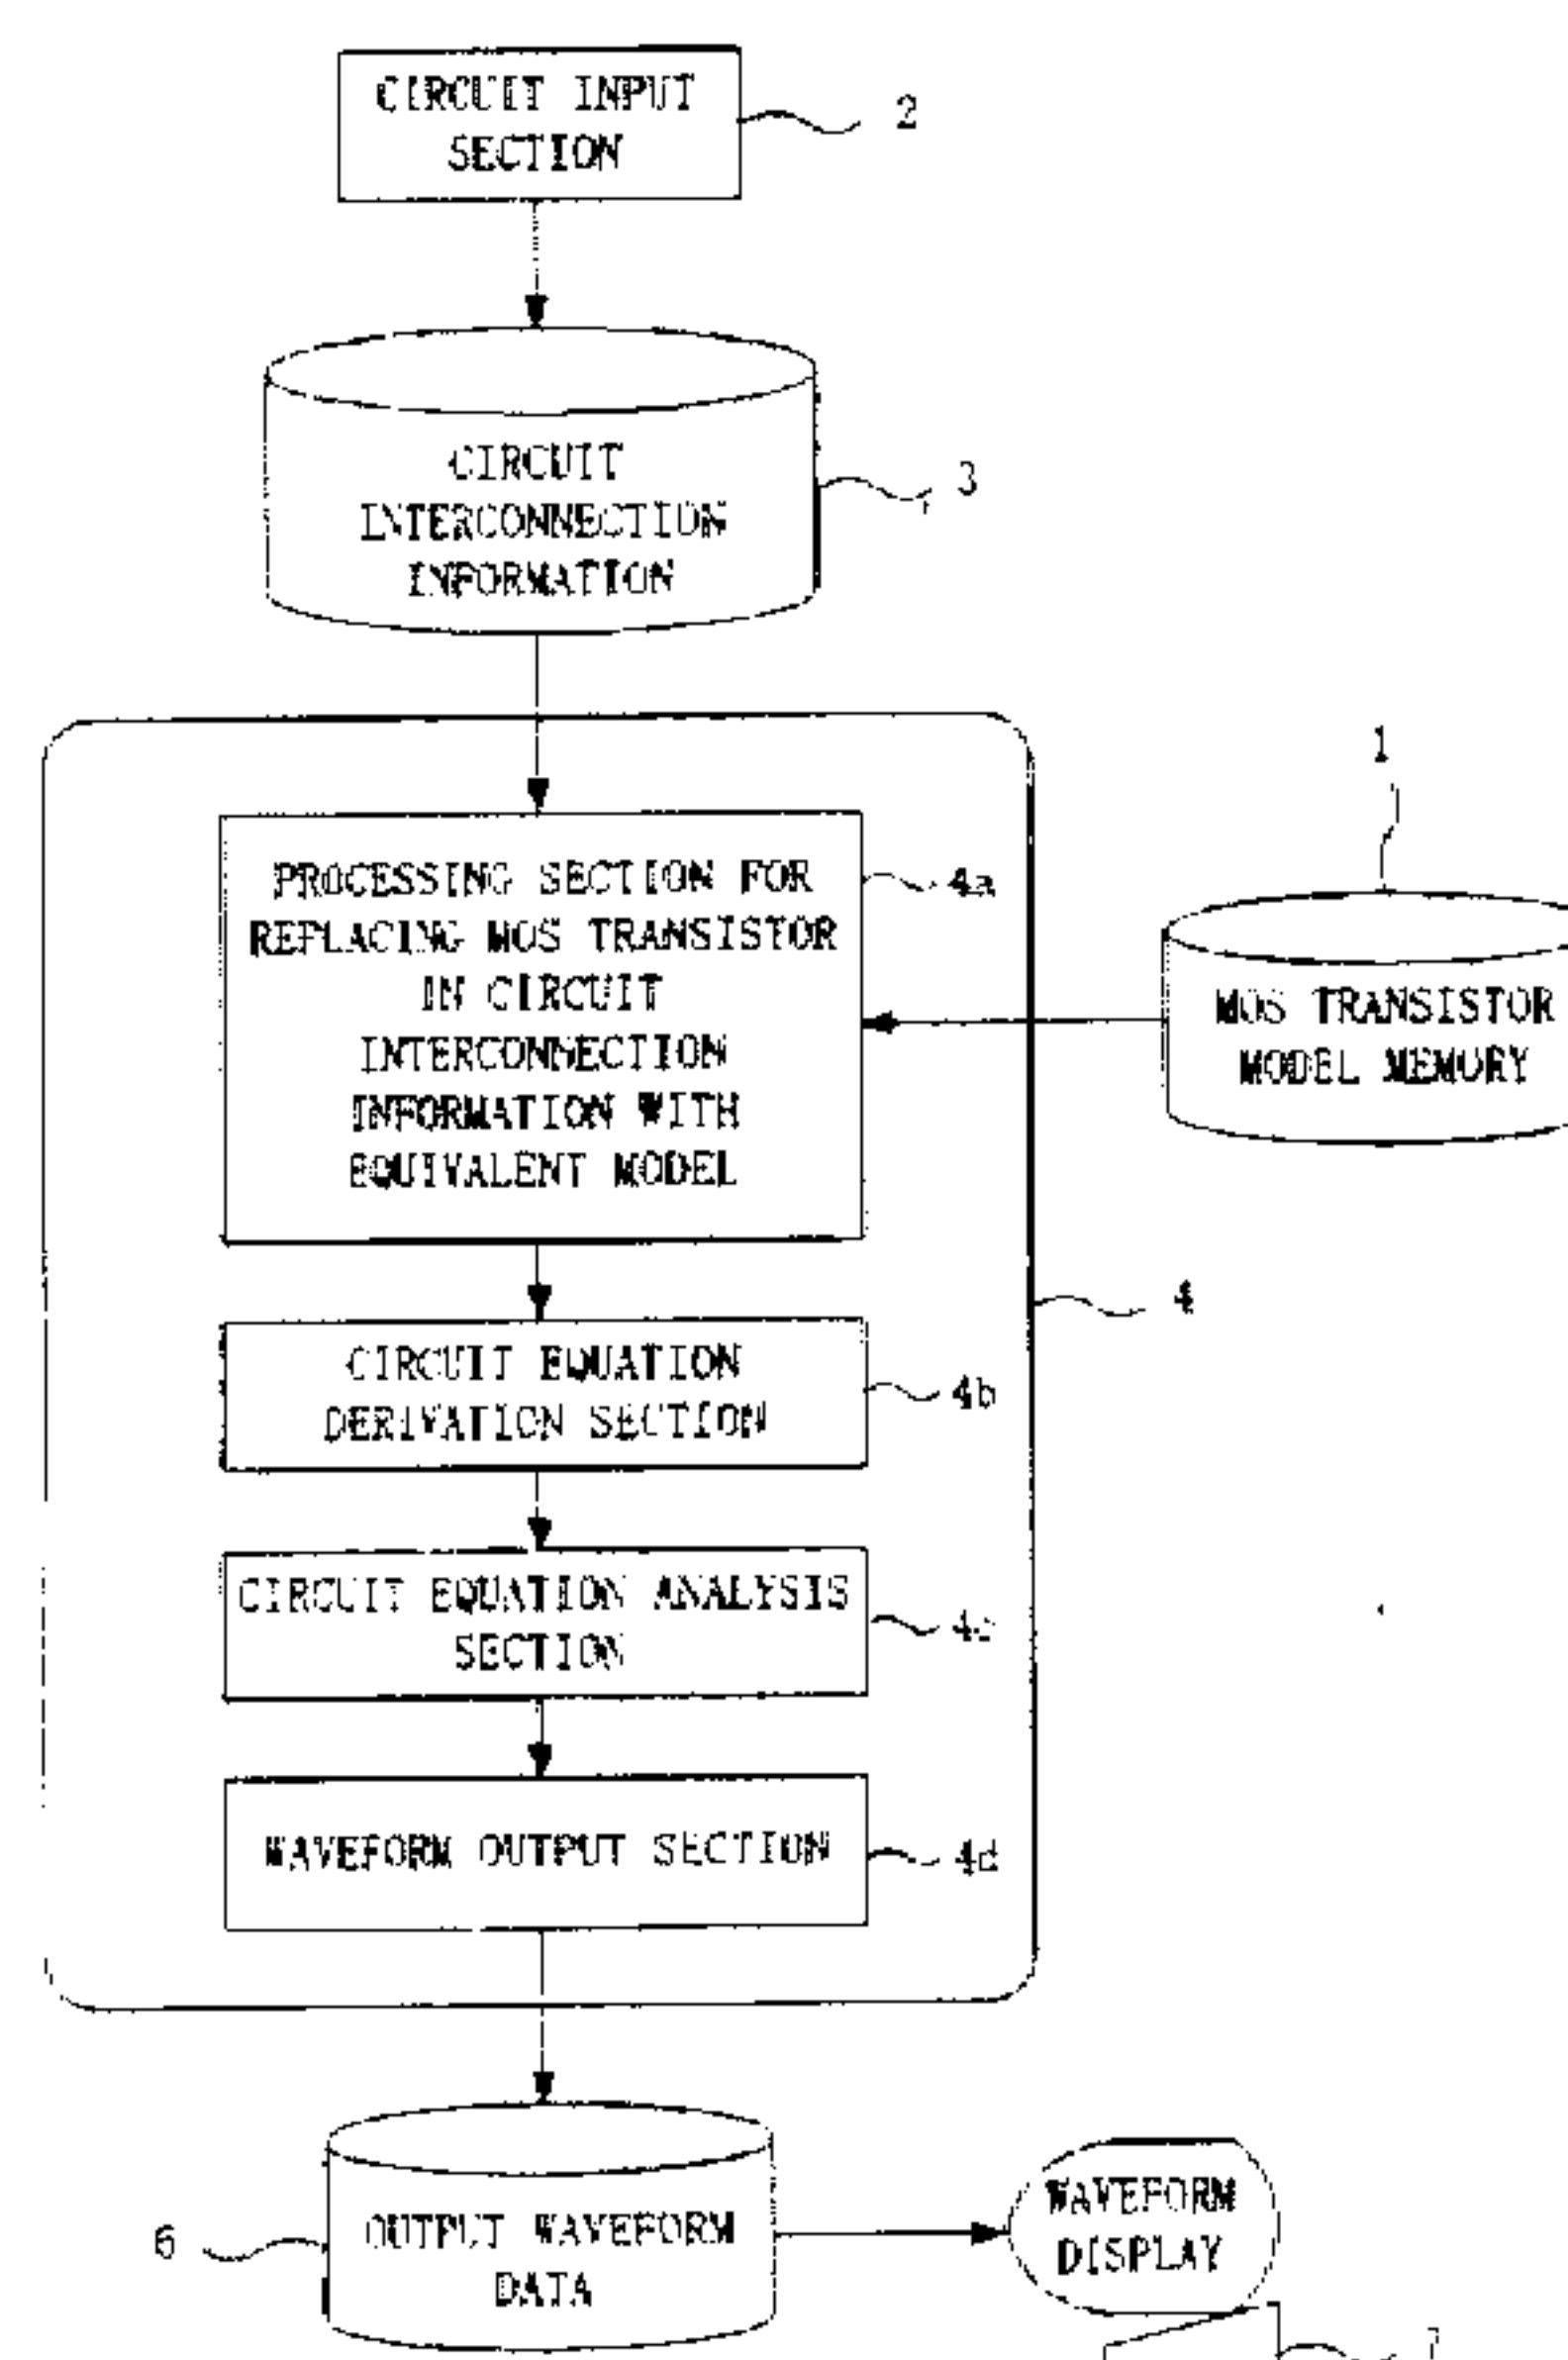 CIRCUIT INPUT
SECTION
2
CIRCUIT
INTERCONNECTION
INFORMATION
3
1
PROCESSING SECTION FOR
REPLACING MOS TRANSISTOR
IN CIRCUIT
INTERCONNECTION
INFORMATION WITH
EQUIVALENT MODEL
4a
MOS TRANSISTOR
MODEL MEMORY
4
CIRCUIT EQUATION
DERIVATION SECTION
4b
CIRCUIT EQUATION ANALYSIS
SECTION
4c
WAVEFORM OUTPUT SECTION
4d
6
OUTPUT WAVEFORM
DATA
WAVEFORM
DISPLAY